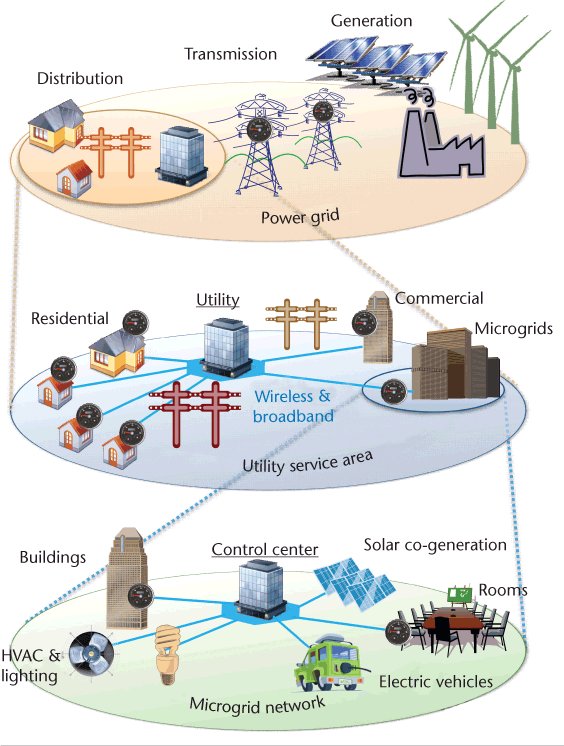 Generation
Transmission
Distribution
Power grid
Utility
Commercial
Residential
Microgrids
Wireless &
broadband
Utility service area
Solar co-generation
Control center
Buildings
Rooms
HVAC &
lighting
Electric vehicles
Microgrid network